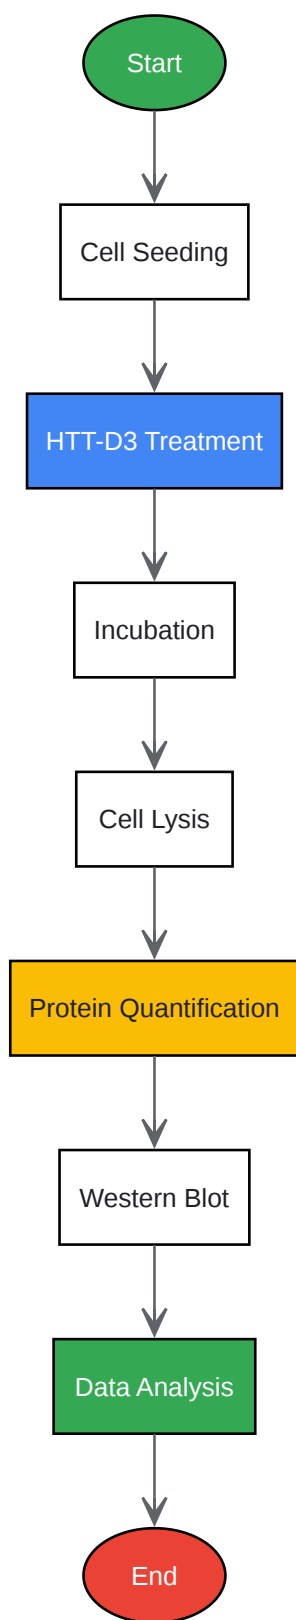 Start
Cell Seeding
HTT-D3 Treatment
Incubation
Cell Lysis
Protein Quantification
Western Blot
Data Analysis
End